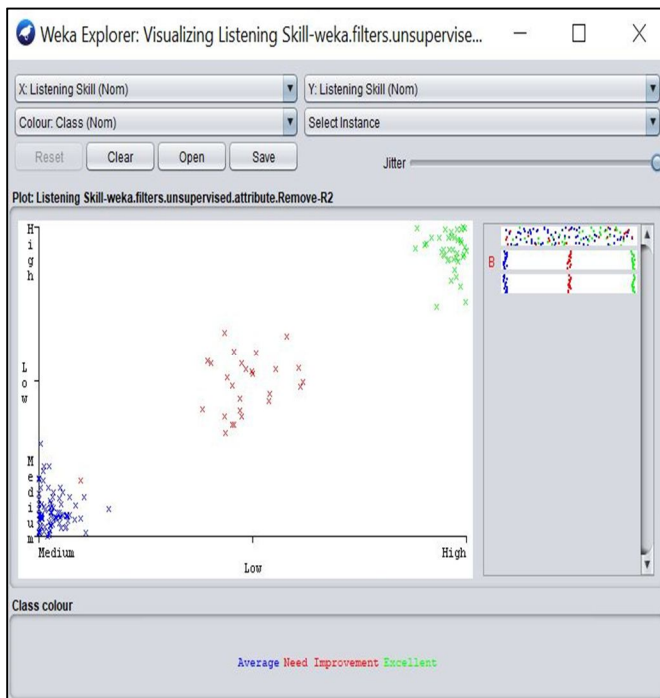 Weka Explorer: Visualizing Listening Skill-weka.filters.unsupervise...
X: Listening Skill (Nom)
Y: Listening Skill (Nom)
Colour: Class (Nom)
Select Instance
Reset
Clear
Open
Save
Jitter
Plot: Listening Skill-weka.filters.unsupervised.attribute.Remove-R2
High
Low
Medium
Medium
Low
High
B
Class colour
Average Need Improvement Excellent